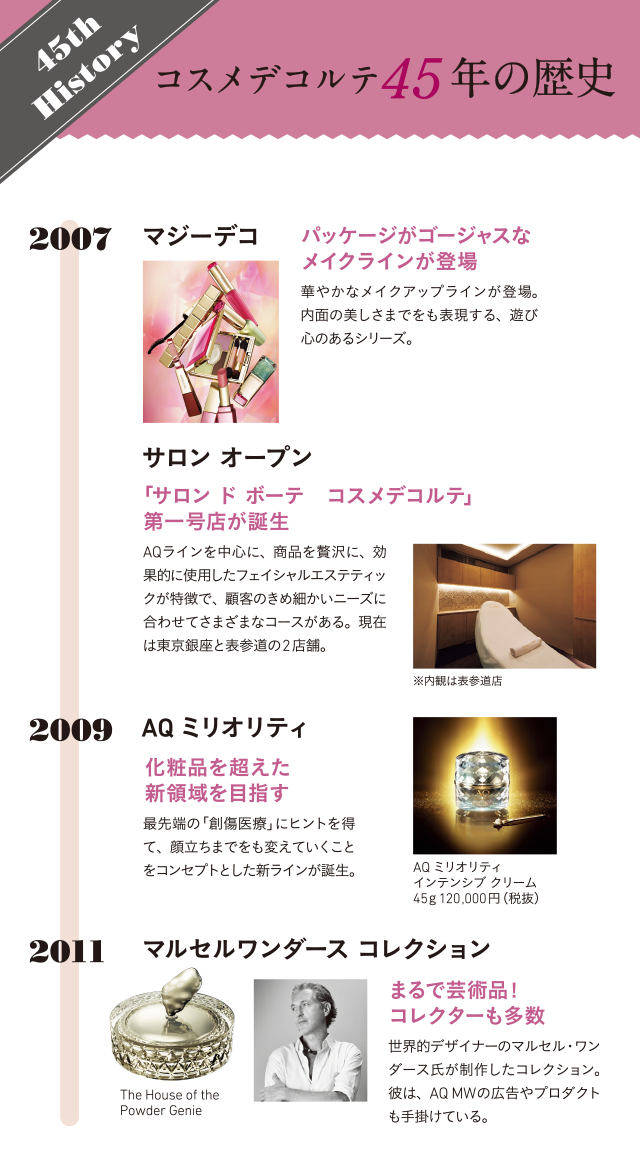 45th
History
コスメデコルテ45年の歴史
2007
マジーデコ
パッケージがゴージャスな
メイクラインが登場
華やかなメイクアップラインが登場。
内面の美しさまでをも表現する、遊び
心のあるシリーズ。
サロン オープン
「サロン ド ボーテ　コスメデコルテ」
第一号店が誕生
AQラインを中心に、商品を贅沢に、効
果的に使用したフェイシャルエステティッ
クが特徴で、顧客のきめ細かいニーズに
合わせてさまざまなコースがある。現在
は東京銀座と表参道の2店舗。
※内観は表参道店
2009
AQ ミリオリティ
化粧品を超えた
新領域を目指す
最先端の「創傷医療」にヒントを得
て、顔立ちまでをも変えていくこと
をコンセプトとした新ラインが誕生。
AQ
AQ ミリオリティ
インテンシブ クリーム
45g 120,000円（税抜）
2011
マルセルワンダース コレクション
The House of the
Powder Genie
まるで芸術品！
コレクターも多数
世界的デザイナーのマルセル・ワン
ダース氏が制作したコレクション。
彼は、AQ MWの広告やプロダクト
も手掛けている。